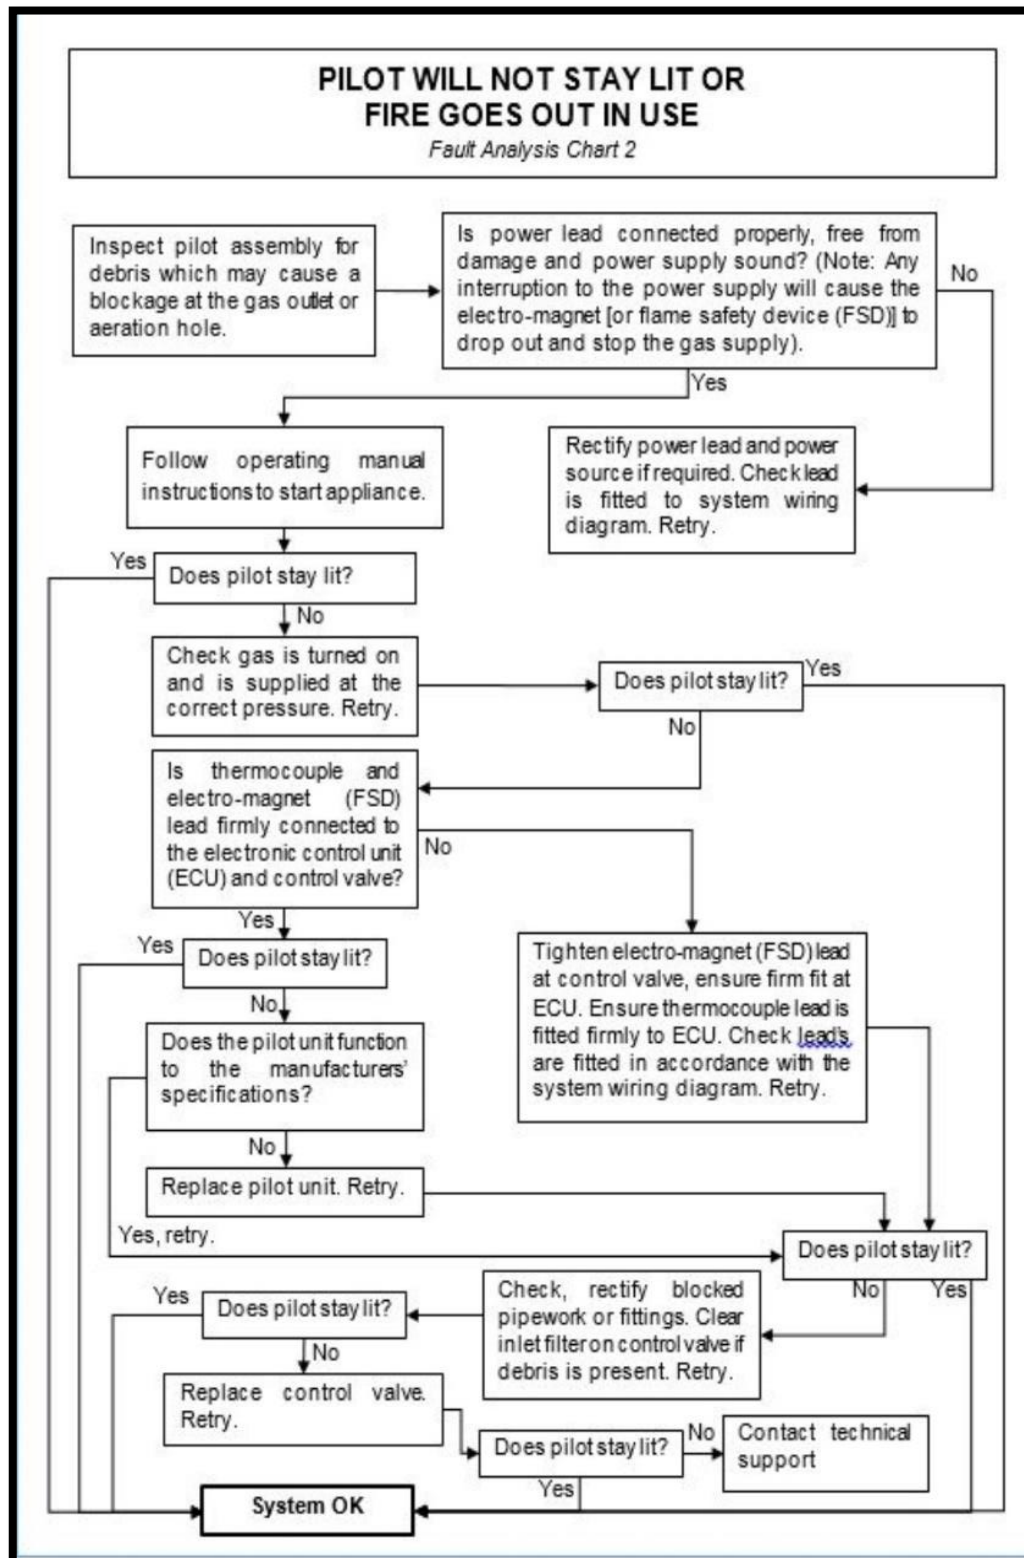 PILOT WILL NOT STAY LIT OR
FIRE GOES OUT IN USE
Fault Analysis Chart 2
Inspect pilot assembly for
debris which may cause a
blockage at the gas outlet or
aeration hole.
Is power lead connected properly, free from
damage and power supply sound? (Note: Any
interruption to the power supply will cause the
electro-magnet [or flame safety device (FSD)] to
drop out and stop the gas supply).
No
Yes
Follow operating manual
instructions to start appliance.
Rectify power lead and power
source if required. Check lead
is fitted to system wiring
diagram. Retry.
Yes
Does pilot stay lit?
No
Check gas is turned on
and is supplied at the
correct pressure. Retry.
Does pilot stay lit?
Yes
No
Is thermocouple and
electro-magnet (FSD)
lead firmly connected to
the electronic control unit
(ECU) and control valve?
No
Yes
Yes
Does pilot stay lit?
No
Tighten electro-magnet (FSD) lead
at control valve, ensure firm fit at
ECU. Ensure thermocouple lead is
fitted firmly to ECU. Check lead's
are fitted in accordance with the
system wiring diagram. Retry.
Does the pilot unit function
to the manufacturers'
specifications?
No
Replace pilot unit. Retry.
Yes, retry.
Does pilot stay lit?
No
Yes
Check, rectify blocked
pipework or fittings. Clear
inlet filter on control valve if
debris is present. Retry.
Yes
Does pilot stay lit?
No
Replace control valve.
Retry.
Does pilot stay lit?
No
Contact technical
support
Yes
System OK